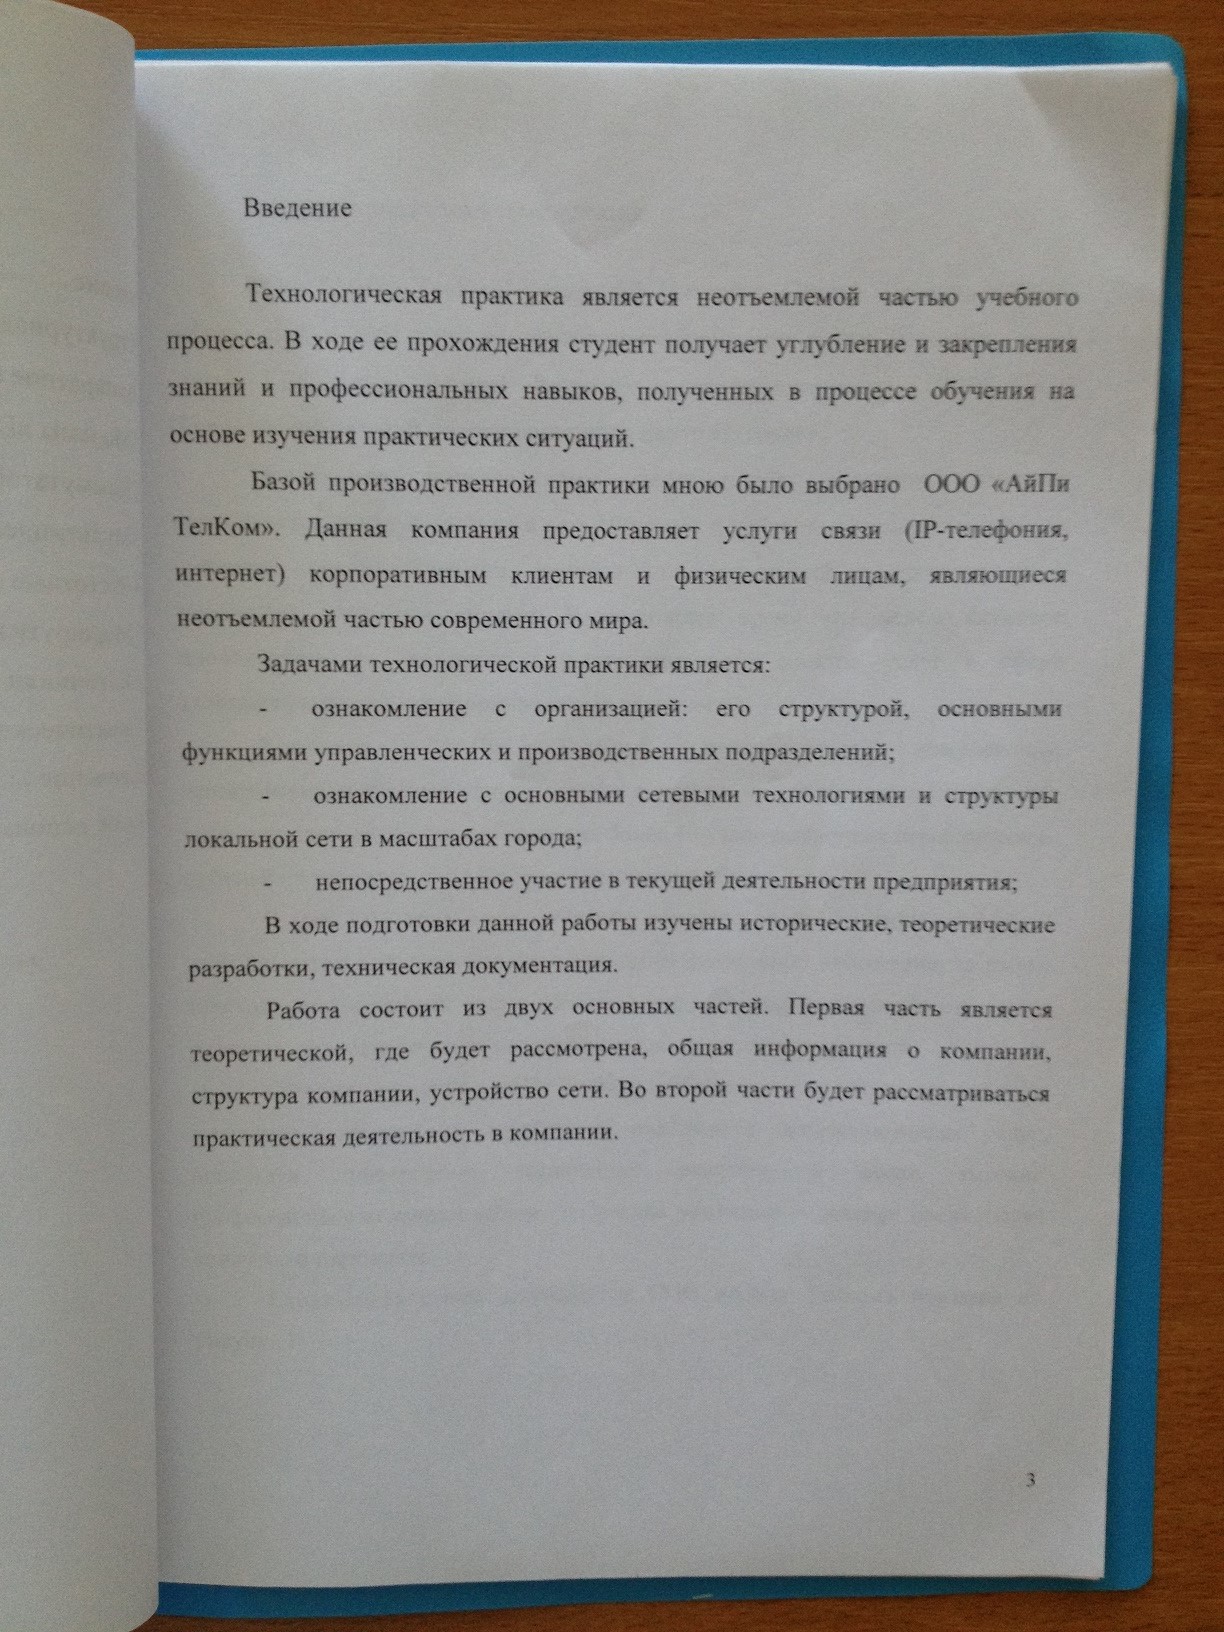 Введение
Технологическая практика является неотъемлемой частью учебного
процесса. В ходе ее прохождения студент получает углубление и закрепления
знаний и профессиональных навыков, полученных в процессе обучения на
основе изучения практических ситуаций.
Базой производственной практики мною было выбрано ООО «АйПи
ТелКом». Данная компания предоставляет услуги связи (IP-телефония,
интернет) корпоративным клиентам и физическим лицам, являющиеся
неотъемлемой частью современного мира.
Задачами технологической практики является:
- ознакомление с организацией: его структурой, основными
функциями управленческих и производственных подразделений;
- ознакомление с основными сетевыми технологиями и структуры
локальной сети в масштабах города;
- непосредственное участие в текущей деятельности предприятия;
В ходе подготовки данной работы изучены исторические, теоретические
разработки, техническая документация.
Работа состоит из двух основных частей. Первая часть является
теоретической, где будет рассмотрена, общая информация о компании,
структура компании, устройство сети. Во второй части будет рассматриваться
практическая деятельность в компании.
3